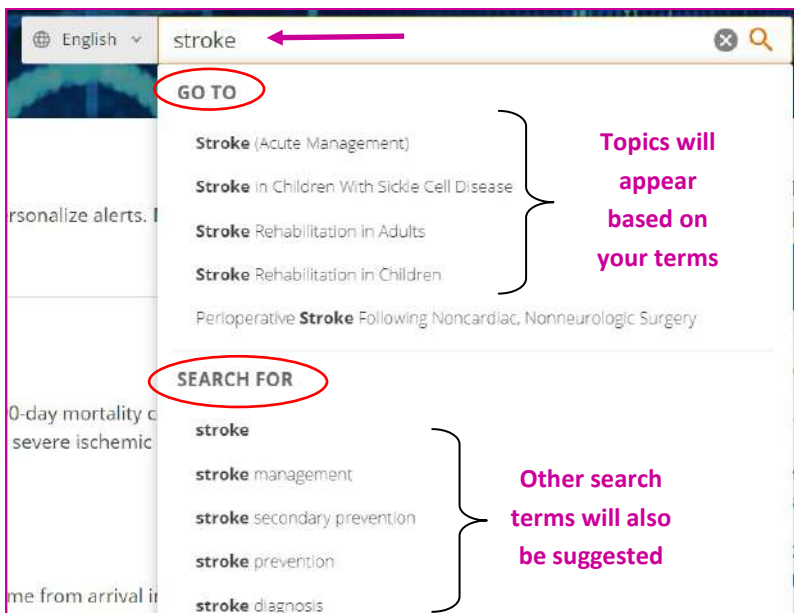 English
stroke
GO TO
Stroke (Acute Management)
Stroke in Children With Sickle Cell Disease
Stroke Rehabilitation in Adults
Stroke Rehabilitation in Children
Perioperative Stroke Following Noncardiac, Nonneurologic Surgery
Topics will
appear
based on
your terms
rsonalize alerts.
SEARCH FOR
stroke
stroke management
stroke secondary prevention
stroke prevention
stroke diagnosis
Other search
terms will also
be suggested
0-day mortality c
severe ischemic
me from arrival i